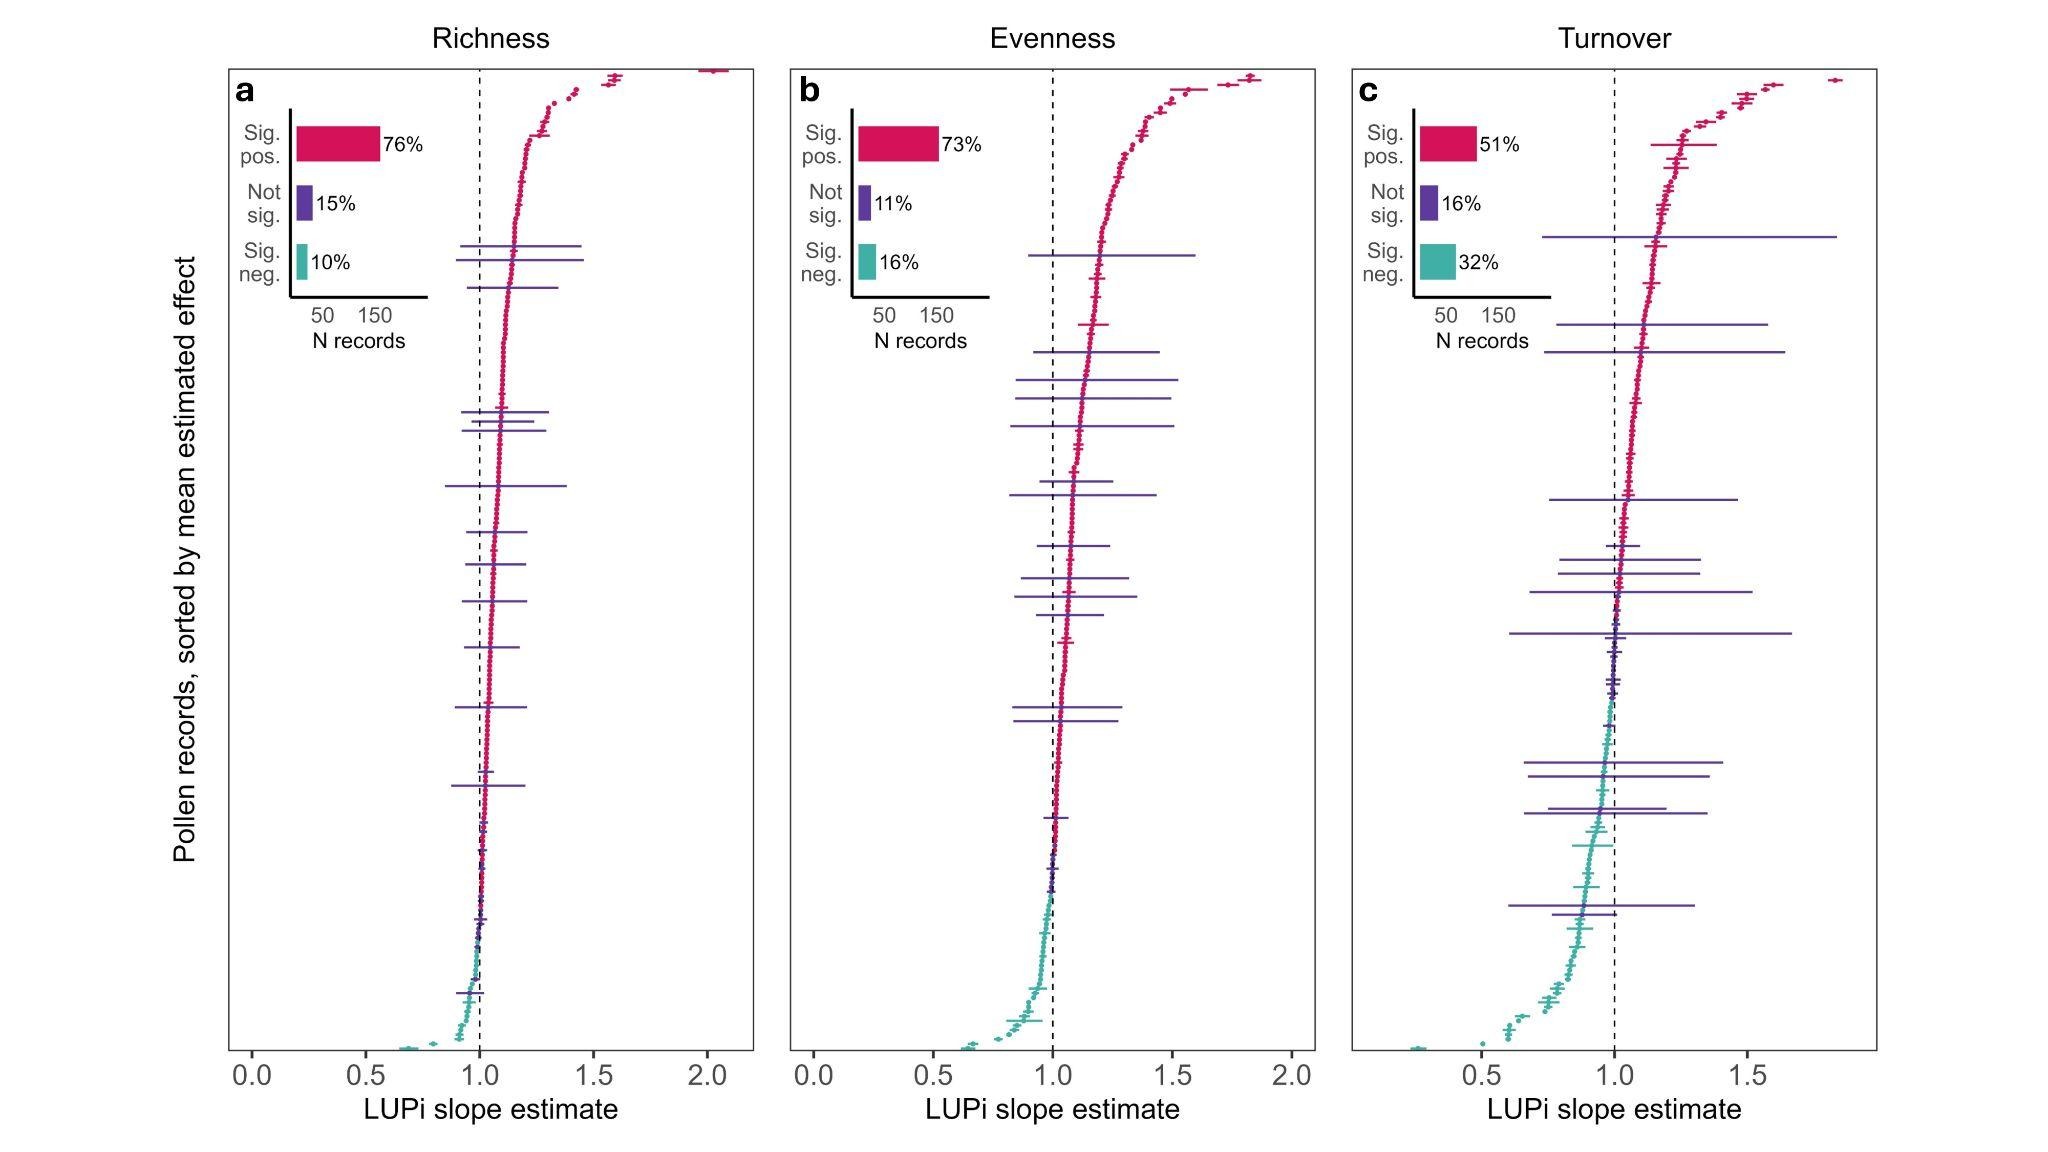 Richness
Evenness
Turnover
Pollen records, sorted by mean estimated effect
a
Sig.
pos.
76%
Not
sig.
15%
Sig.
neg.
10%
50 150
N records
0.0 0.5 1.0 1.5 2.0
LUPi slope estimate
b
Sig.
pos.
73%
Not
sig.
11%
Sig.
neg.
16%
50 150
N records
0.0 0.5 1.0 1.5 2.0
LUPi slope estimate
c
Sig.
pos.
51%
Not
sig.
16%
Sig.
neg.
32%
50 150
N records
0.5 1.0 1.5
LUPi slope estimate